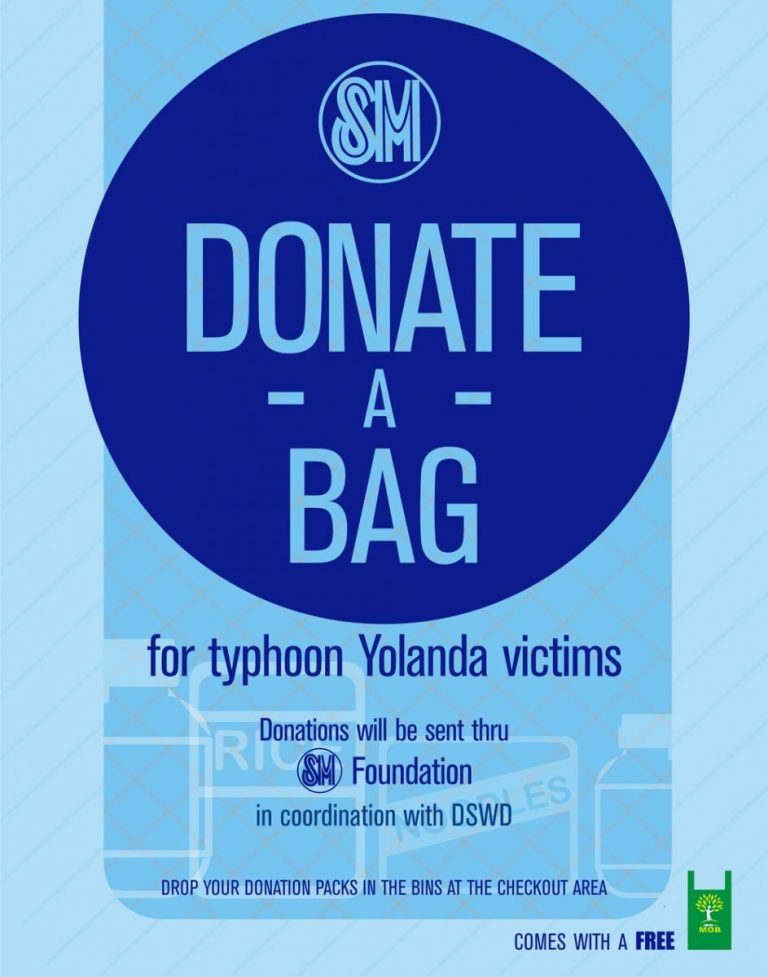 SM
DONATE
- A -
BAG
for typhoon Yolanda victims
Donations will be sent thru
RICE
SM Foundation
NOODLES
in coordination with DSWD
DROP YOUR DONATION PACKS IN THE BINS AT THE CHECKOUT AREA
M.O.B
COMES WITH A FREE